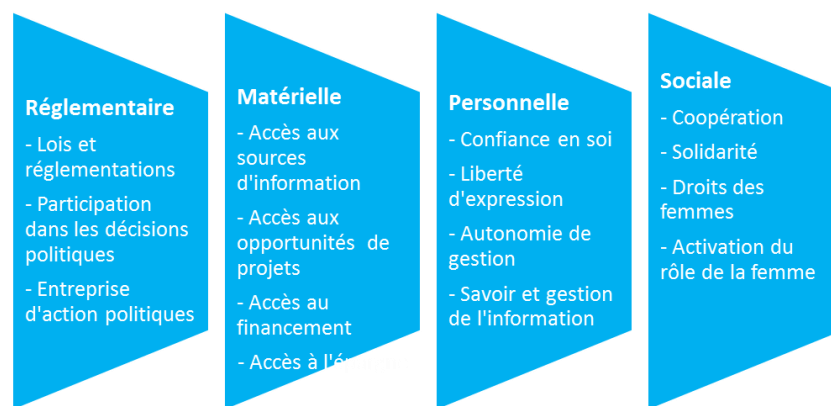 Réglementaire
- Lois et
réglementations
- Participation
dans les décisions
politiques
- Entreprise
d'action politiques
Matérielle
- Accès aux
sources
d'information
- Accès aux
opportunités de
projets
- Accès au
financement
- Accès à
Personnelle
- Confiance en soi
- Liberté
d'expression
- Autonomie de
gestion
- Savoir et gestion
de l'information
Sociale
- Coopération
- Solidarité
- Droits des
femmes
- Activation du
rôle de la femme